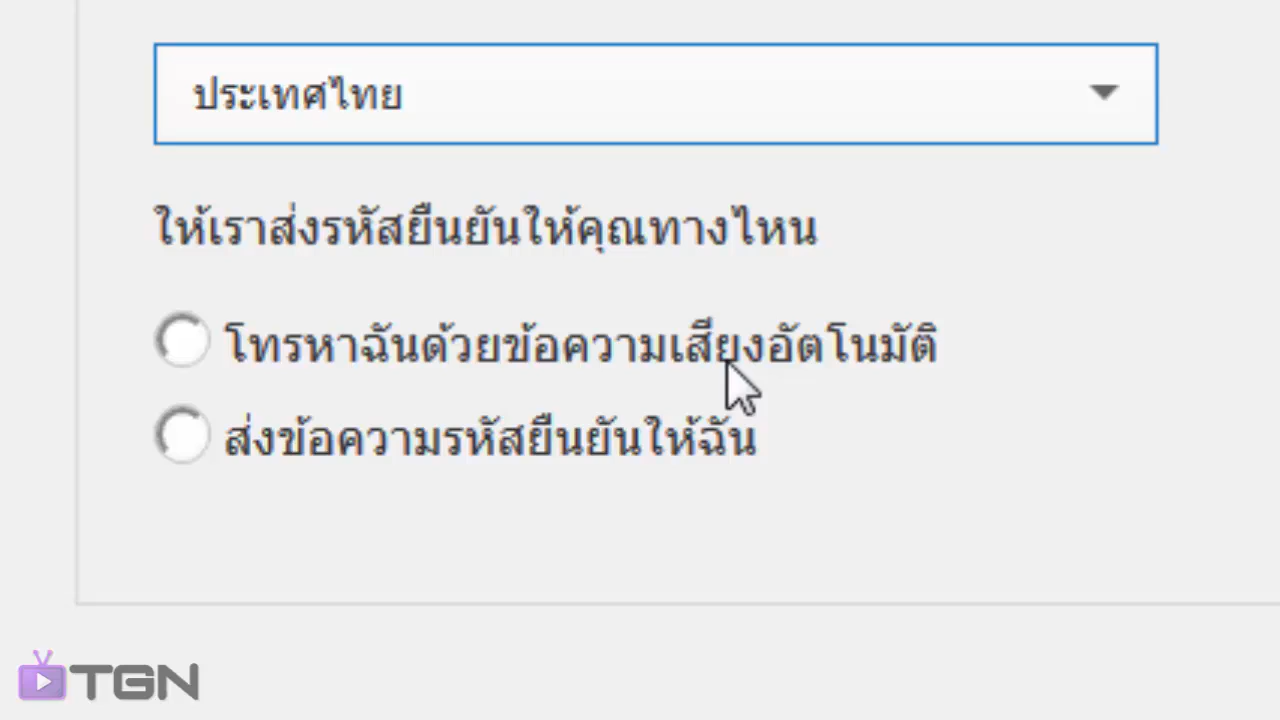 ประเทศไทย
ให้เราส่งรหัสยืนยันให้คุณทางไหน
โทรหาฉันด้วยข้อความเสียงอัตโนมัติ
ส่งข้อความรหัสยืนยันให้ฉัน
TGN